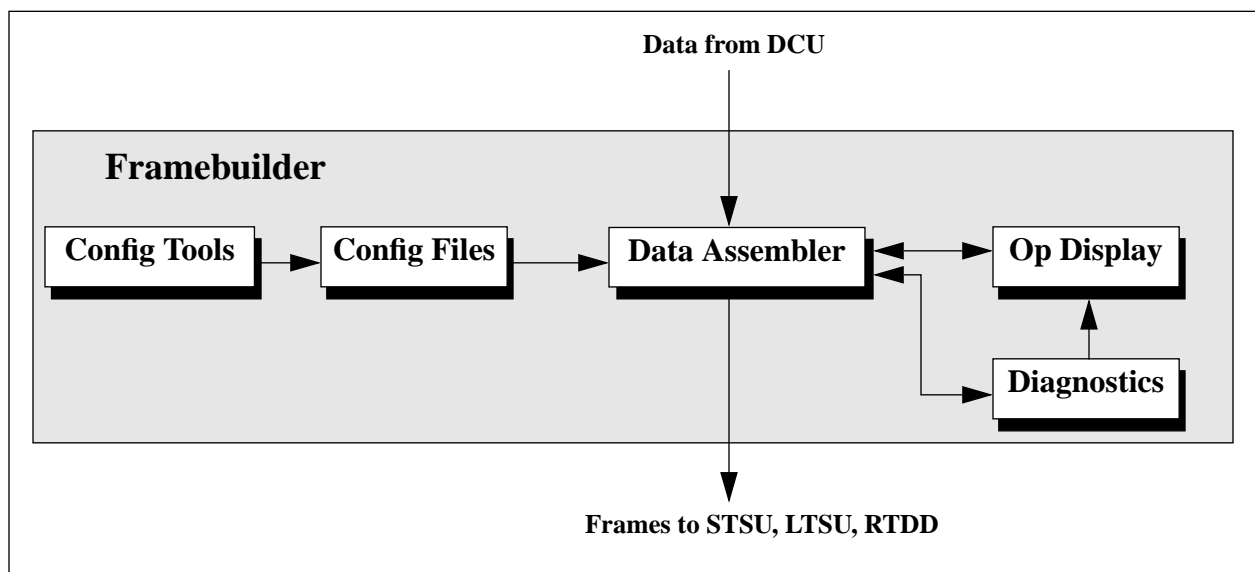 Data from DCU
Framebuilder
Config Tools
Config Files
Data Assembler
Op Display
Diagnostics
Frames to STSU, LTSU, RTDD